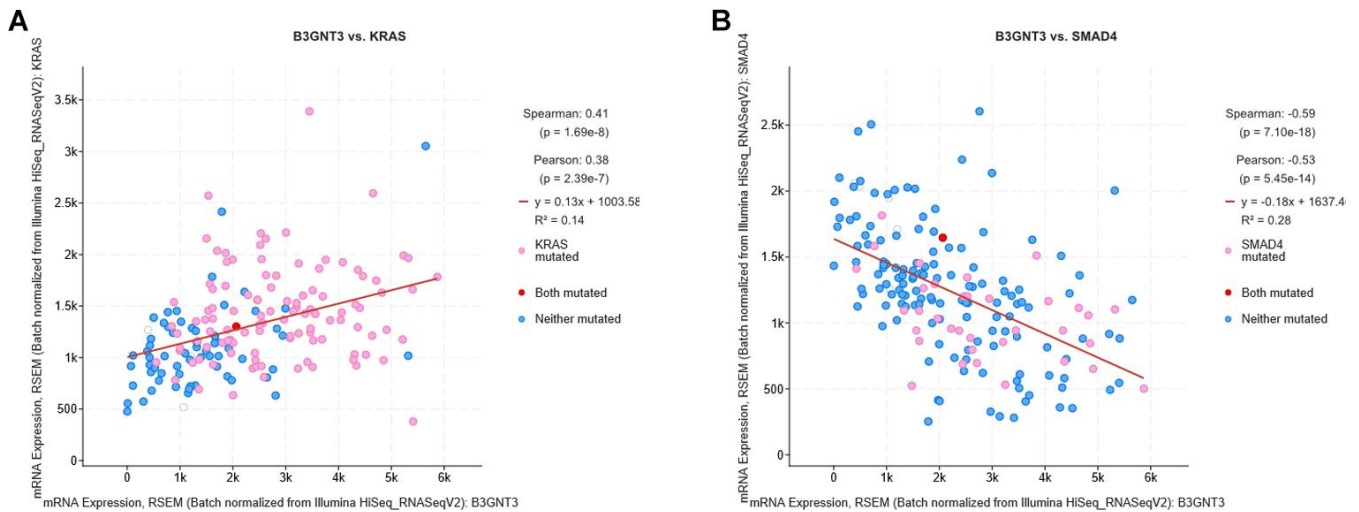 A
B3GNT3 vs. KRAS
mRNA Expression, RSEM (Batch normalized from Illumina HiSeq_RNASeqV2): KRAS
3.5k
3k
2.5k
2k
1.5k
1k
500
0
0 1k 2k 3k 4k 5k 6k
mRNA Expression, RSEM (Batch normalized from Illumina HiSeq_RNASeqV2): B3GNT3
Spearman: 0.41
(p = 1.69e-8)
Pearson: 0.38
(p = 2.39e-7)
y = 0.13x + 1003.58
R² = 0.14
KRAS
mutated
Both mutated
Neither mutated
B
B3GNT3 vs. SMAD4
mRNA Expression, RSEM (Batch normalized from Illumina HiSeq_RNASeqV2): SMAD4
2.5k
2k
1.5k
1k
500
0
0 1k 2k 3k 4k 5k 6k
mRNA Expression, RSEM (Batch normalized from Illumina HiSeq_RNASeqV2): B3GNT3
Spearman: -0.59
(p = 7.10e-18)
Pearson: -0.53
(p = 5.45e-14)
y = -0.18x + 1637.4
R² = 0.28
SMAD4
mutated
Both mutated
Neither mutated